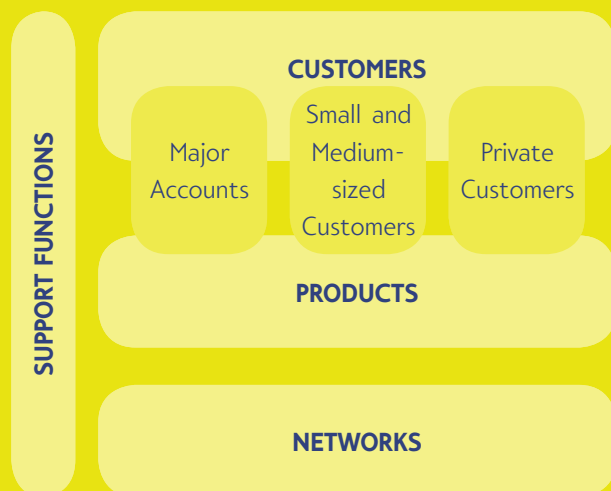 SUPPORT FUNCTIONS
CUSTOMERS
Major
Accounts
Small and
Medium-
sized
Customers
Private
Customers
PRODUCTS
NETWORKS